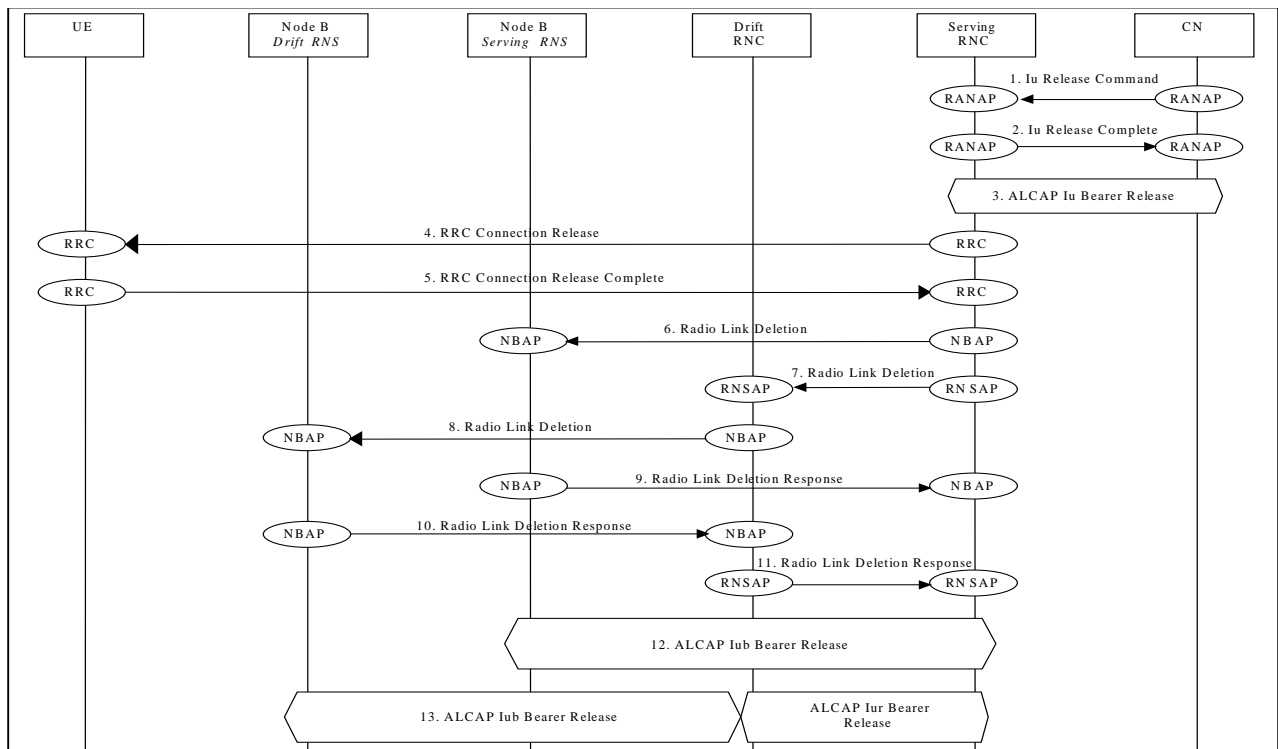 UE
Node B
Drift RNS
Node B
Serving RNS
Drift
RNC
Serving
RNC
CN
1. Iu Release Command
RANAP
RANAP
2. Iu Release Complete
RANAP
RANAP
3. ALCAP Iu Bearer Release
4. RRC Connection Release
RRC
RRC
5. RRC Connection Release Complete
RRC
RRC
6. Radio Link Deletion
NBAP
NBAP
7. Radio Link Deletion
RNSAP
RNSAP
8. Radio Link Deletion
NBAP
NBAP
9. Radio Link Deletion Response
NBAP
NBAP
10. Radio Link Deletion Response
NBAP
NBAP
11. Radio Link Deletion Response
RNSAP
RNSAP
12. ALCAP Iub Bearer Release
13. ALCAP Iub Bearer Release
ALCAP Iur Bearer
Release